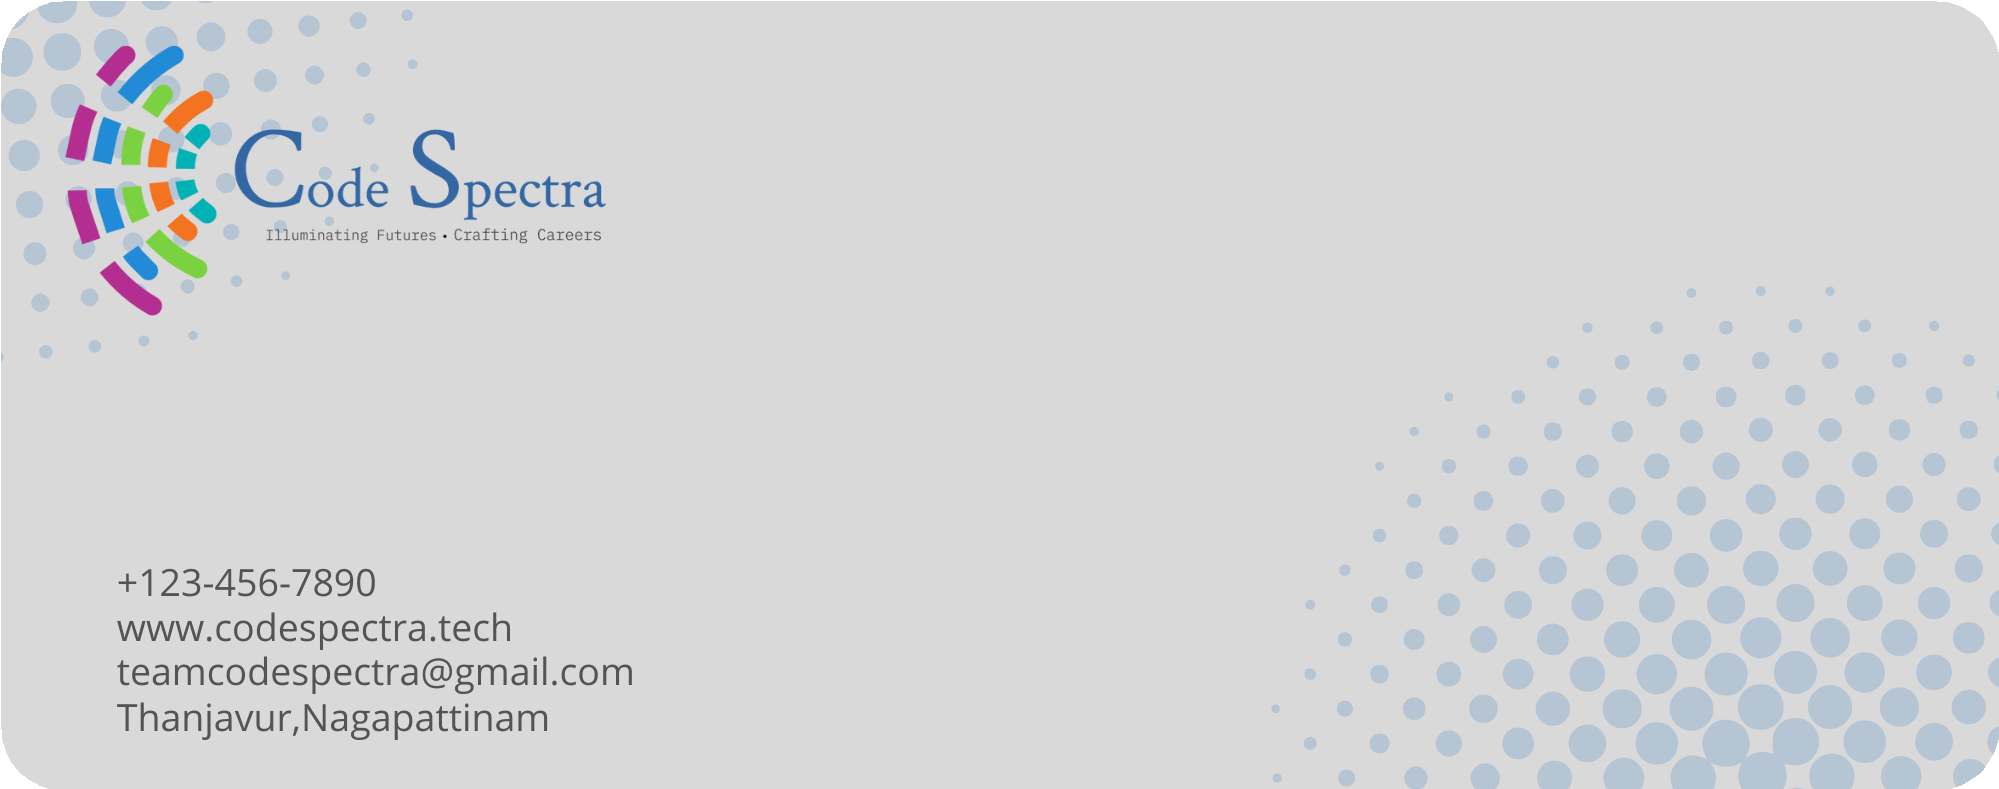 Code Spectra
Illuminating Futures • Crafting Careers
+123-456-7890
www.codespectra.tech
teamcodespectra@gmail.com
Thanjavur,Nagapattinam